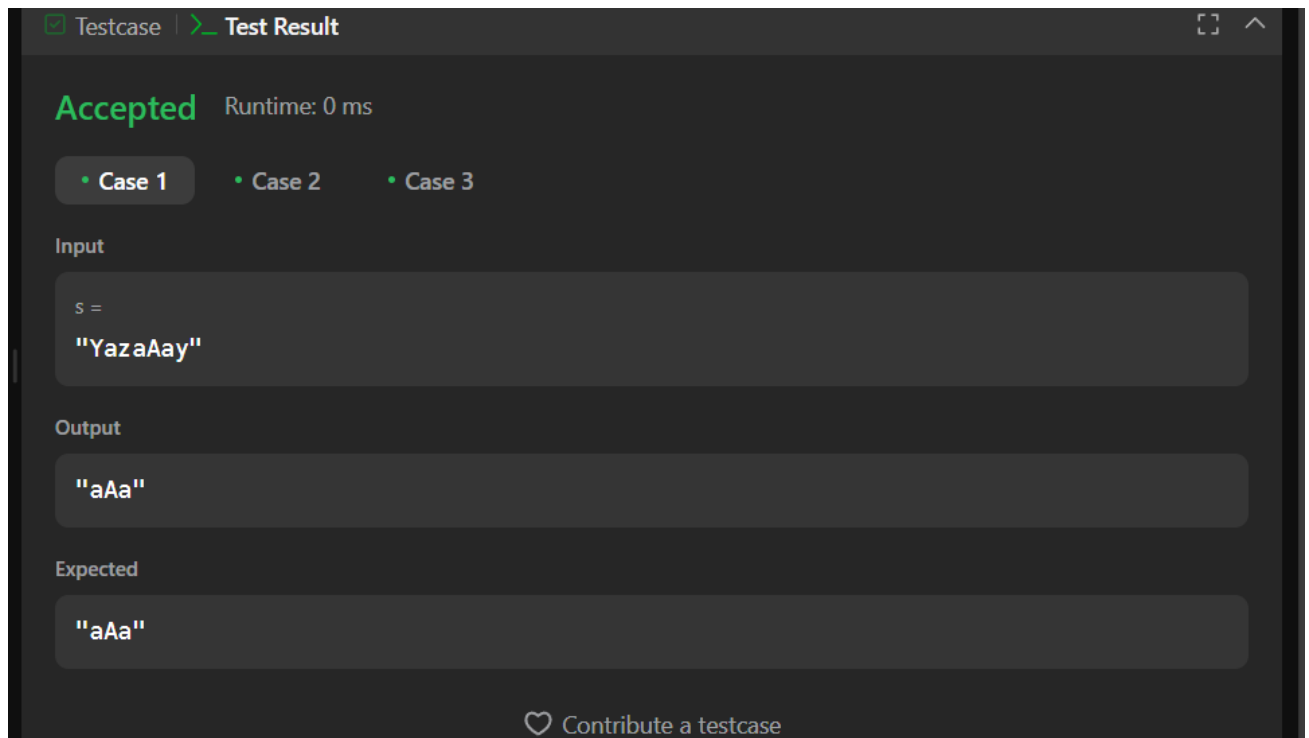 Testcase
Test Result
Accepted Runtime: 0 ms
Case 1 Case 2 Case 3
Input
s =
"YazaAay"
Output
"aAa"
Expected
"aAa"
Contribute a testcase